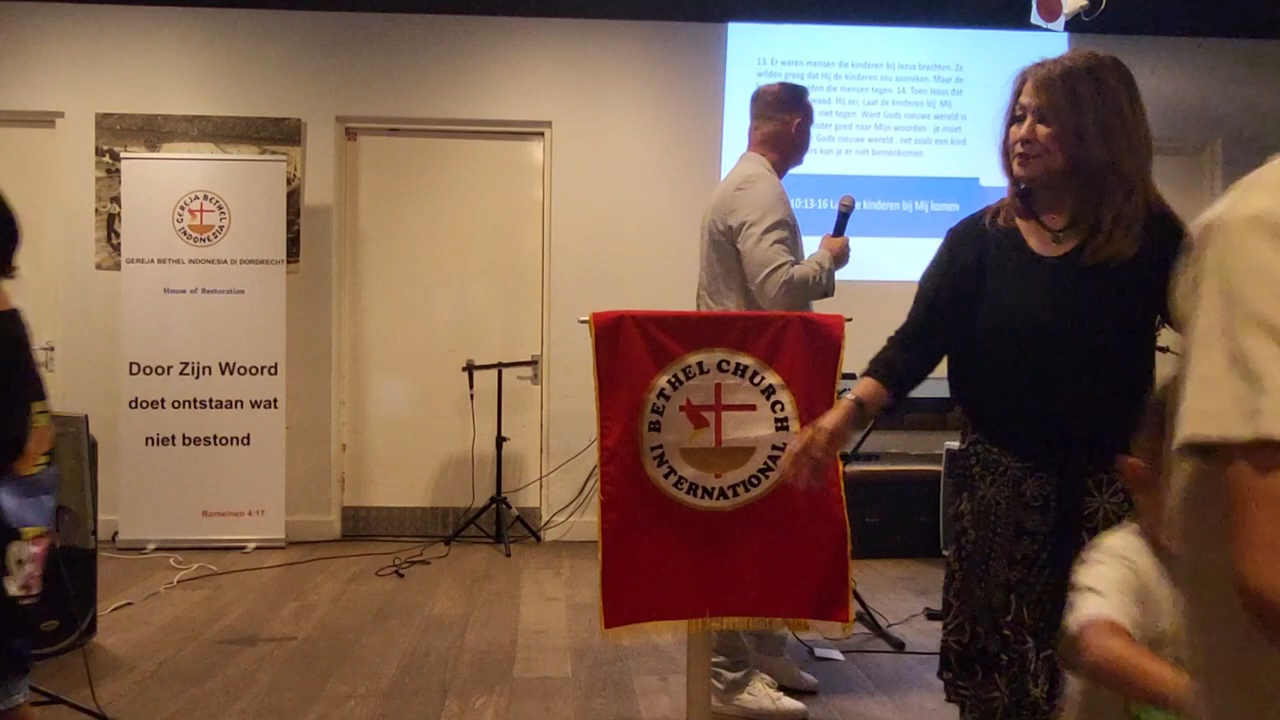 GEREJA BETHEL
INDONESIA
GEREJA BETHEL INDONESIA DI DORDRECHT
House of Restoration
Door Zijn Woord
doet ontstaan wat
niet bestond
Romeinen 4:17
13. Er waren mensen die kinderen bij Jezus brachten. Ze
wilden graag dat Hij de kinderen zou aanraken. Maar de
die mensen tegen. 14. Toen Jezus dat
Hij zei: Laat de kinderen bij Mij
niet tegen. Want Gods nieuwe wereld is
goed naar Mijn woorden: je moet
Gods nieuwe wereld, net zoals een kind
kun je er niet binnenkomen.
10:13-16 de kinderen bij Mij komen
BETHEL CHURCH
INTERNATIONAL